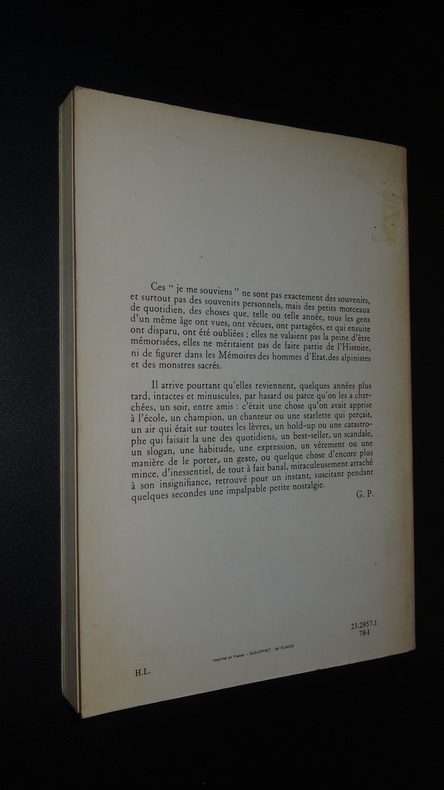 Ces " je me souviens " ne sont pas exactement des souvenirs,
et surtout pas des souvenirs personnels, mais des petits morceaux
de quotidien, des choses que, telle ou telle année, tous les gens
d'un même âge ont vues, ont vécues, ont partagées, et qui ensuite
ont disparu, ont été oubliées ; elles ne valaient pas la peine d'être
mémorisées, elles ne méritaient pas de faire partie de l'Histoire,
ni de figurer dans les Mémoires des hommes d'Etat, des alpinistes
et des monstres sacrés.
Il arrive pourtant qu'elles reviennent, quelques années plus
tard, intactes et minuscules, par hasard ou parce qu'on les a cher-
chées, un soir, entre amis : c'était une chose qu'on avait apprise
à l'école, un champion, un chanteur ou une starlette qui perçait,
un air qui était sur toutes les lèvres, un hold-up ou une catastro-
phe qui faisait la une des quotidiens, un best-seller, un scandale,
un slogan, une habitude, une expression, un vêtement ou une
manière de le porter, un geste, ou quelque chose d'encore plus
mince, d'inessentiel, de tout à fait banal, miraculeusement arraché
à son insignifiance, retrouvé pour un instant, suscitant pendant
quelques secondes une impalpable petite nostalgie.
G. P.
23.2957.1
78-I
Imprimé en France -
H.L.